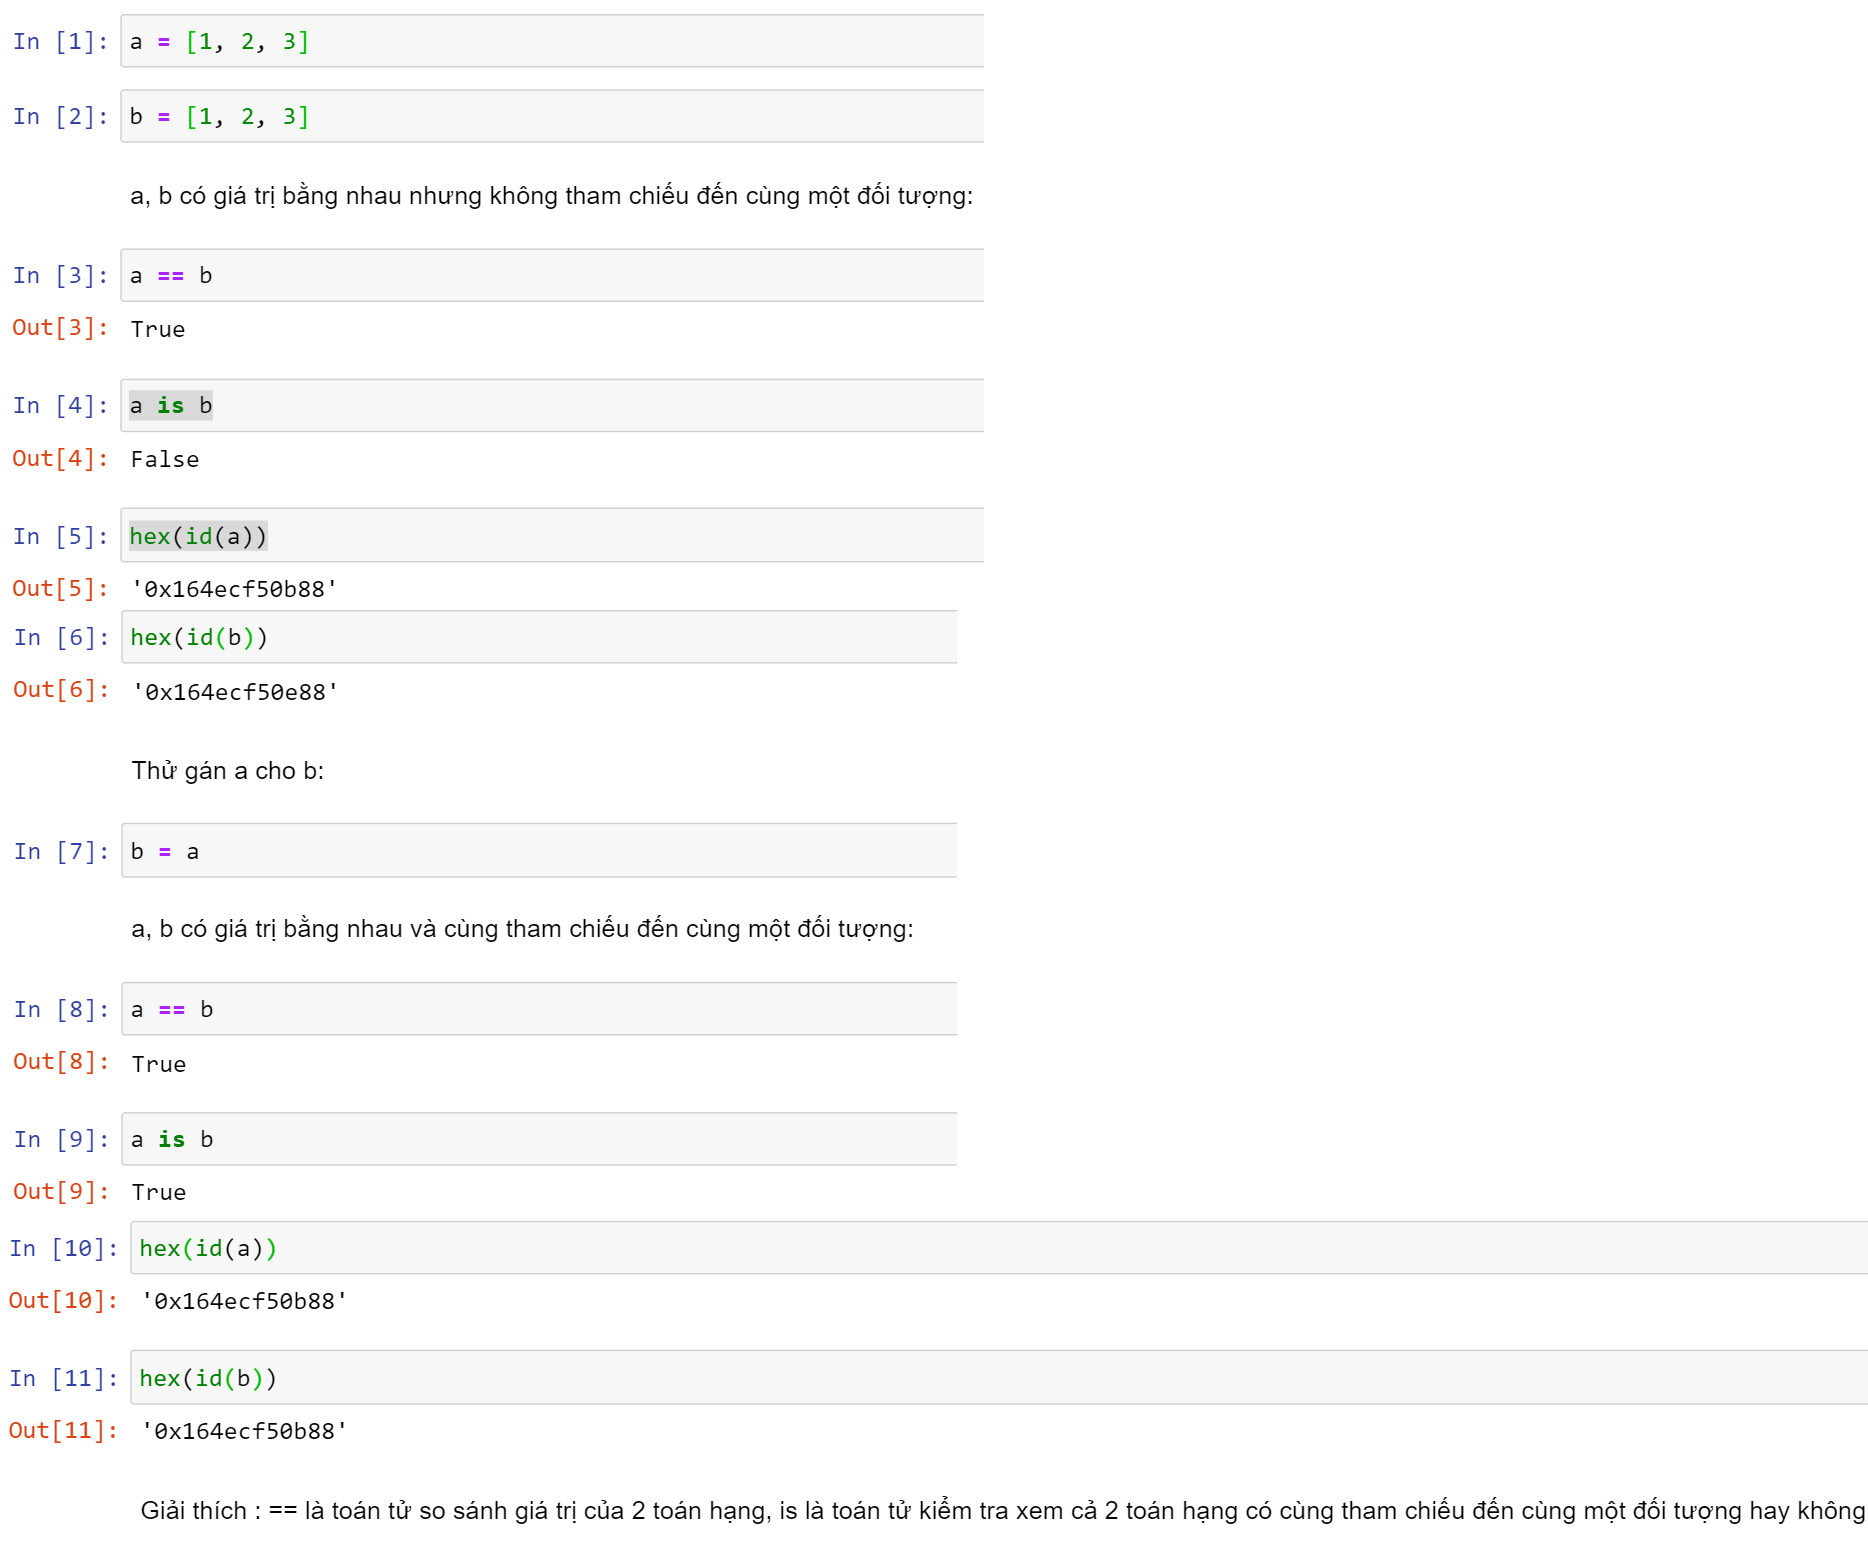 In [1]: a = [1, 2, 3]
In [2]: b = [1, 2, 3]
a, b có giá trị bằng nhau nhưng không tham chiếu đến cùng một đối tượng:
In [3]: a == b
Out[3]: True
In [4]: a is b
Out[4]: False
In [5]: hex(id(a))
Out[5]: '0x164ecf50b88'
In [6]: hex(id(b))
Out[6]: '0x164ecf50e88'
Thử gán a cho b:
In [7]: b = a
a, b có giá trị bằng nhau và cùng tham chiếu đến cùng một đối tượng:
In [8]: a == b
Out[8]: True
In [9]: a is b
Out[9]: True
In [10]: hex(id(a))
Out[10]: '0x164ecf50b88'
In [11]: hex(id(b))
Out[11]: '0x164ecf50b88'
Giải thích : == là toán tử so sánh giá trị của 2 toán hạng, is là toán tử kiểm tra xem cả 2 toán hạng có cùng tham chiếu đến cùng một đối tượng hay không